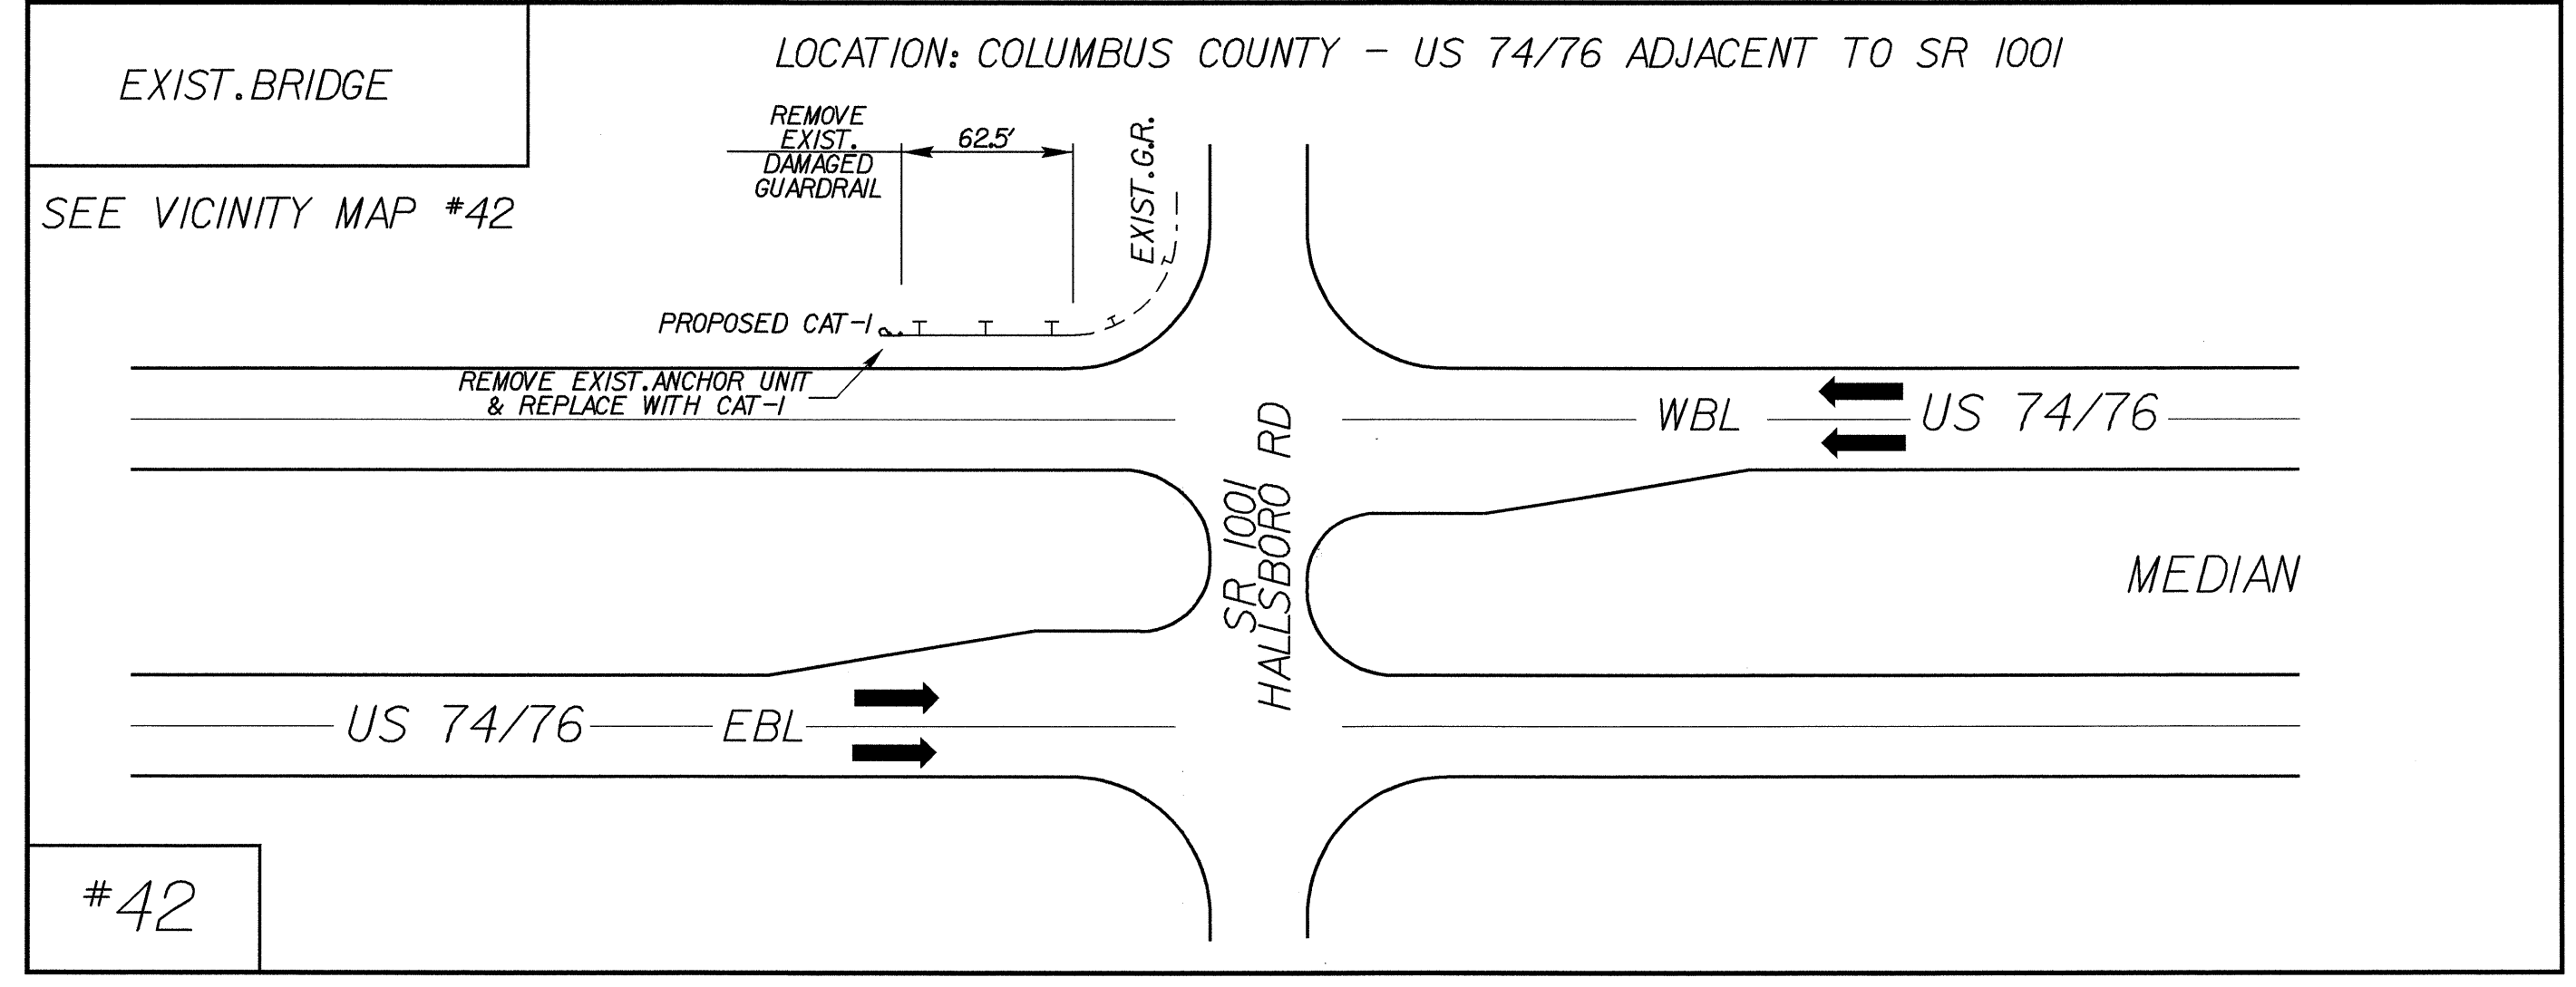 EXIST. BRIDGE
LOCATION: COLUMBUS COUNTY - US 74/76 ADJACENT TO SR 1001
SEE VICINITY MAP #42
REMOVE
EXIST.
DAMAGED
GUARDRAIL
62.5'
EXIST. G.R.
PROPOSED CAT-1
REMOVE EXIST. ANCHOR UNIT
& REPLACE WITH CAT-1
WBL
US 74/76
SR 1001
HALLSBORO RD
MEDIAN
US 74/76
EBL
#42